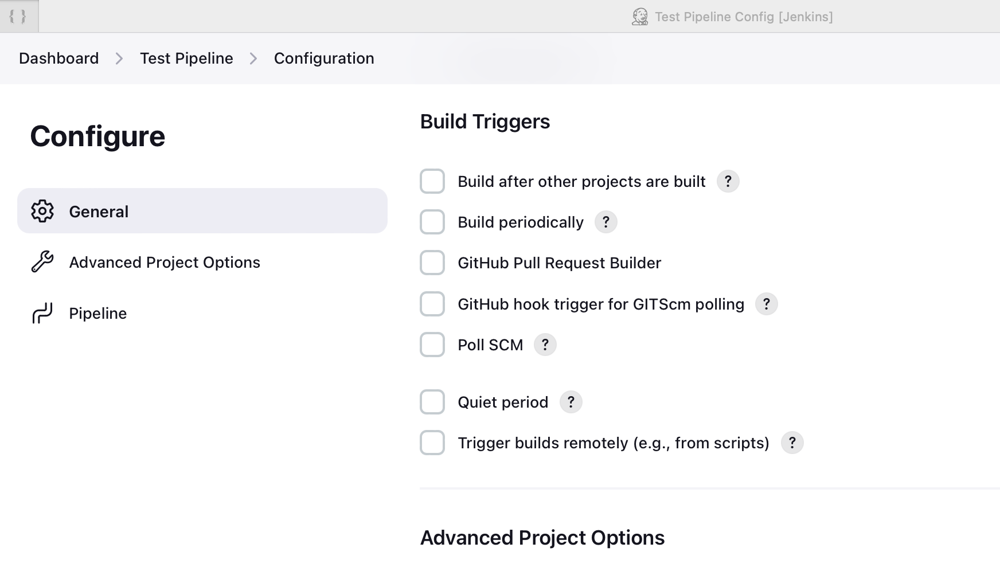 { }
Test Pipeline Config [Jenkins]
Dashboard > Test Pipeline > Configuration
Configure
General
Advanced Project Options
Pipeline
Build Triggers
Build after other projects are built ?
Build periodically ?
GitHub Pull Request Builder
GitHub hook trigger for GITScm polling ?
Poll SCM ?
Quiet period ?
Trigger builds remotely (e.g., from scripts) ?
Advanced Project Options